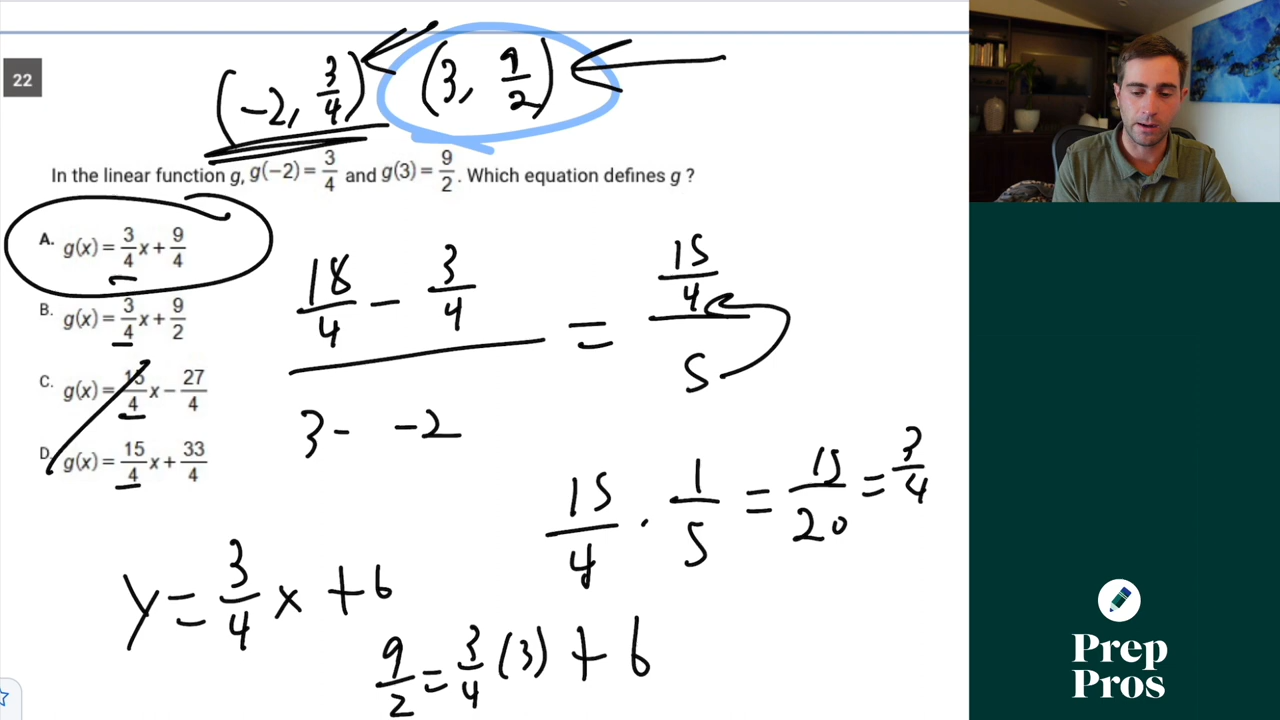 (-2, 3/4) (3, 9/2)
22
In the linear function g, g(−2) = 3/4 and g(3) = 9/2. Which equation defines g ?
A. g(x) = 3/4 x + 9/4
B. g(x) = 3/4 x + 9/2
C. g(x) = 15/4 x − 27/4
D. g(x) = 15/4 x + 33/4
18/4 - 3/4 = 15/4
3 - -2 5
15/4 · 1/5 = 15/20 = 3/4
y = 3/4 x + b
9/2 = 3/4 (3) + b
Prep
Pros